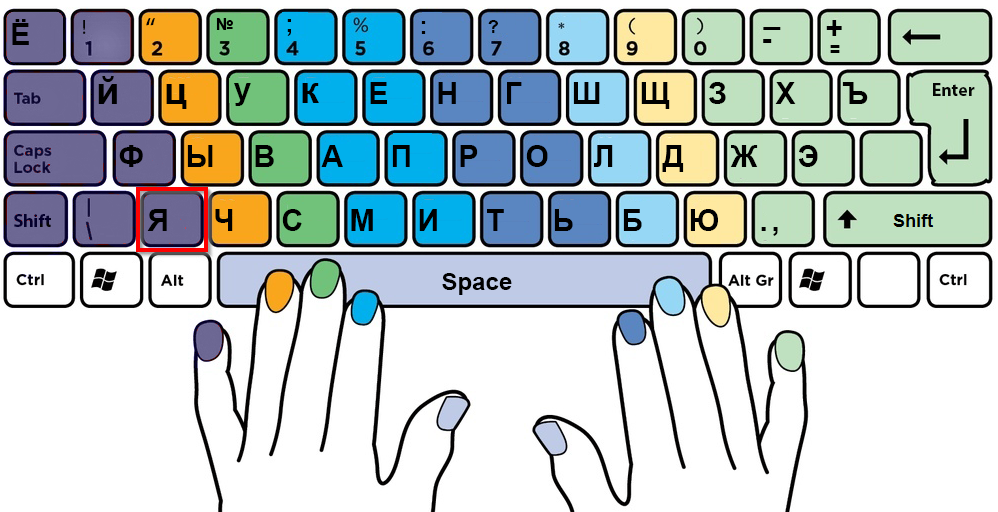 Ё ! 1 " 2 № 3 ; 4 % 5 : 6 ? 7 * 8 ( 9 ) 0 — - + =
Tab Й Ц У К Е Н Г Ш Щ З Х Ъ Enter
Caps Lock Ф Ы В А П Р О Л Д Ж Э
Shift | \ Я Ч С М И Т Ь Б Ю . , Shift
Ctrl Alt Space Alt Gr Ctrl